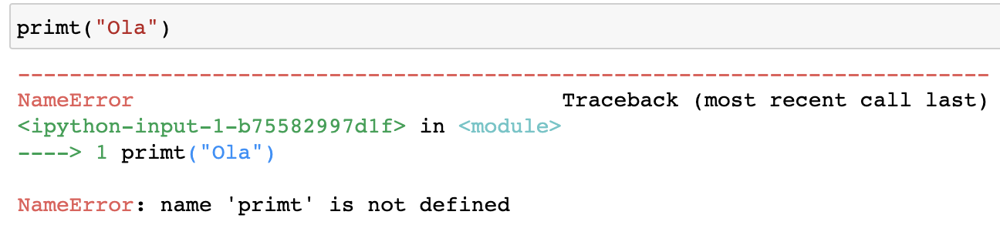 primt("Ola")
---------------------------------------------------------------------------
NameError Traceback (most recent call last)
<ipython-input-1-b75582997d1f> in <module>
----> 1 primt("Ola")
NameError: name 'primt' is not defined